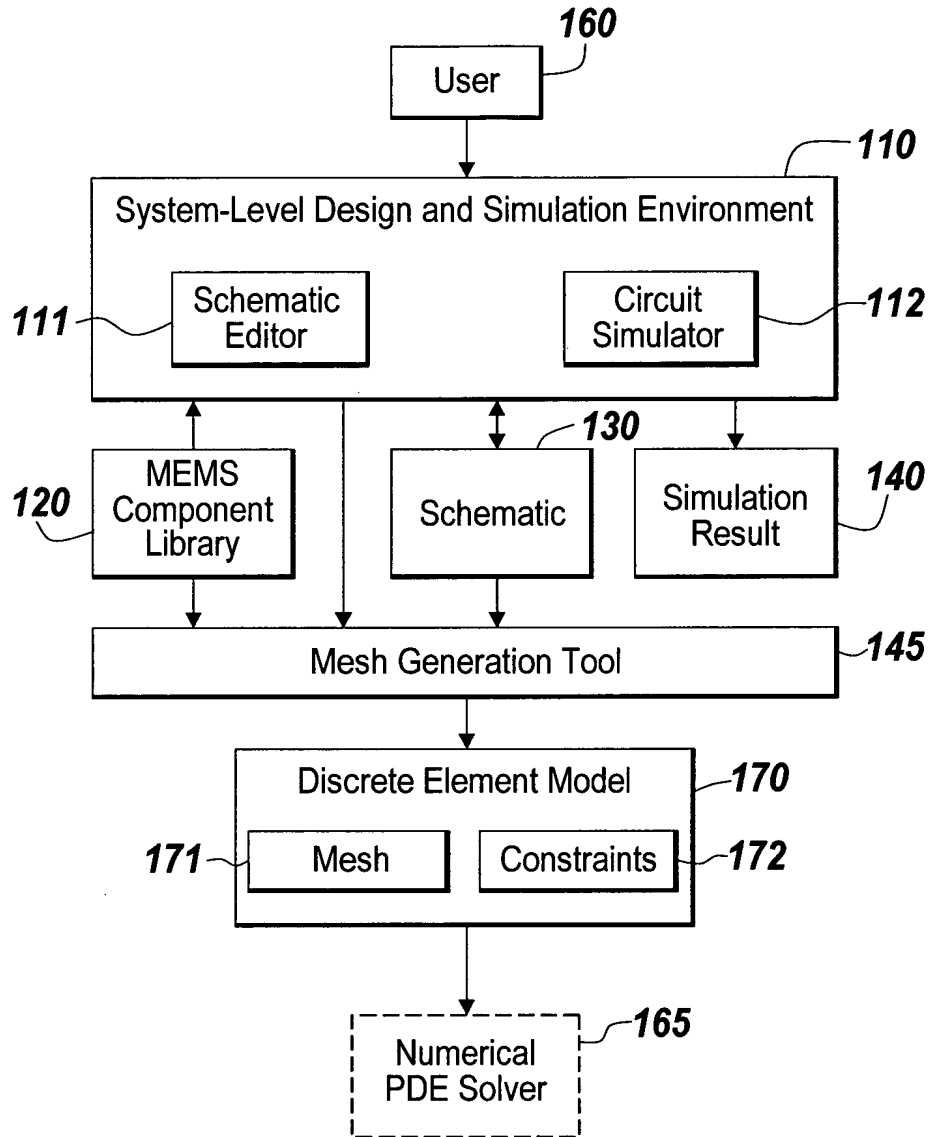 160
User
110
System-Level Design and Simulation Environment
111
Schematic
Editor
Circuit
Simulator
112
120
MEMS
Component
Library
130
Schematic
Simulation
Result
140
Mesh Generation Tool
145
Discrete Element Model
170
171
Mesh
Constraints
172
Numerical
PDE Solver
165